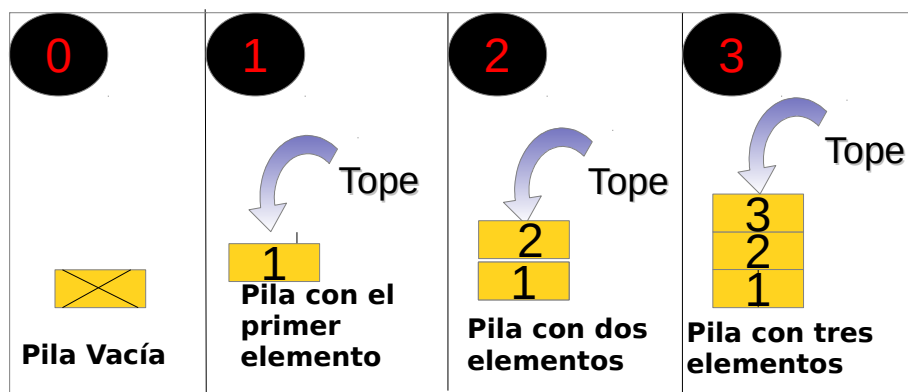 0
Pila Vacía
1
Tope
1
Pila con el
primer
elemento
2
Tope
2
1
Pila con dos
elementos
3
Tope
3
2
1
Pila con tres
elementos